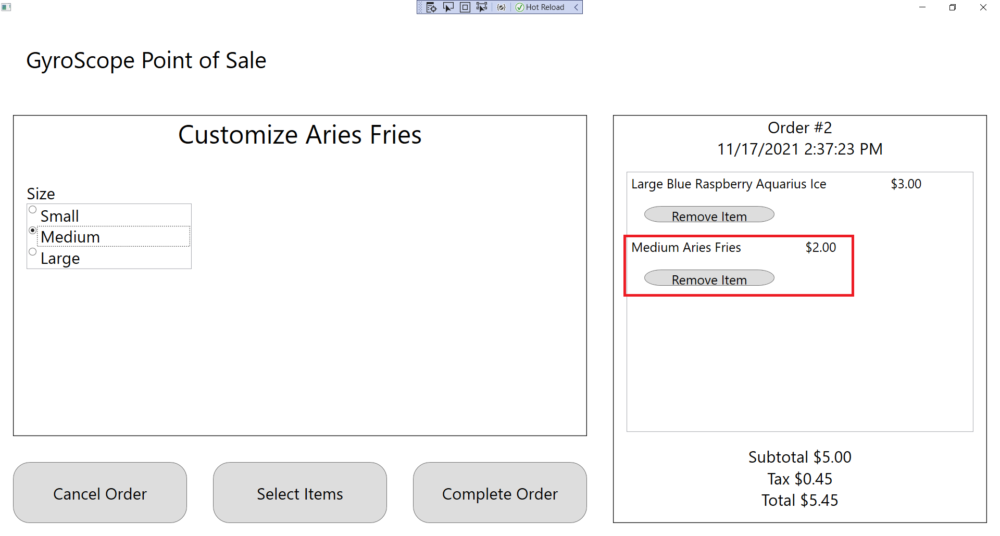 Hot Reload
GyroScope Point of Sale
Customize Aries Fries
Size
Small
Medium
Large
Cancel Order
Select Items
Complete Order
Order #2
11/17/2021 2:37:23 PM
Large Blue Raspberry Aquarius Ice $3.00
Remove Item
Medium Aries Fries $2.00
Remove Item
Subtotal $5.00
Tax $0.45
Total $5.45